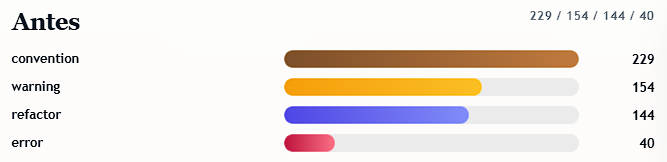 Antes
229 / 154 / 144 / 40
convention 229
warning 154
refactor 144
error 40